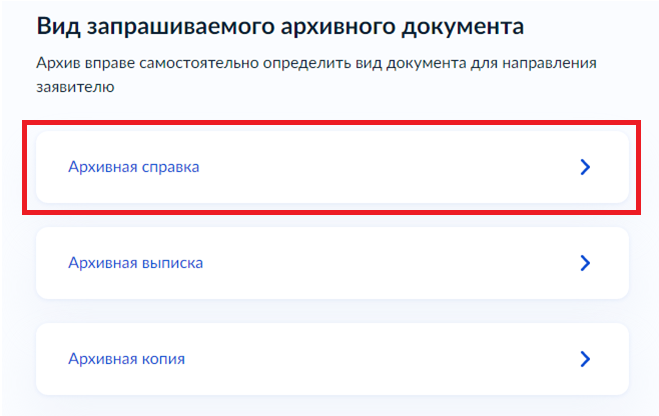 Вид запрашиваемого архивного документа
Архив вправе самостоятельно определить вид документа для направления
заявителю
Архивная справка
Архивная выписка
Архивная копия